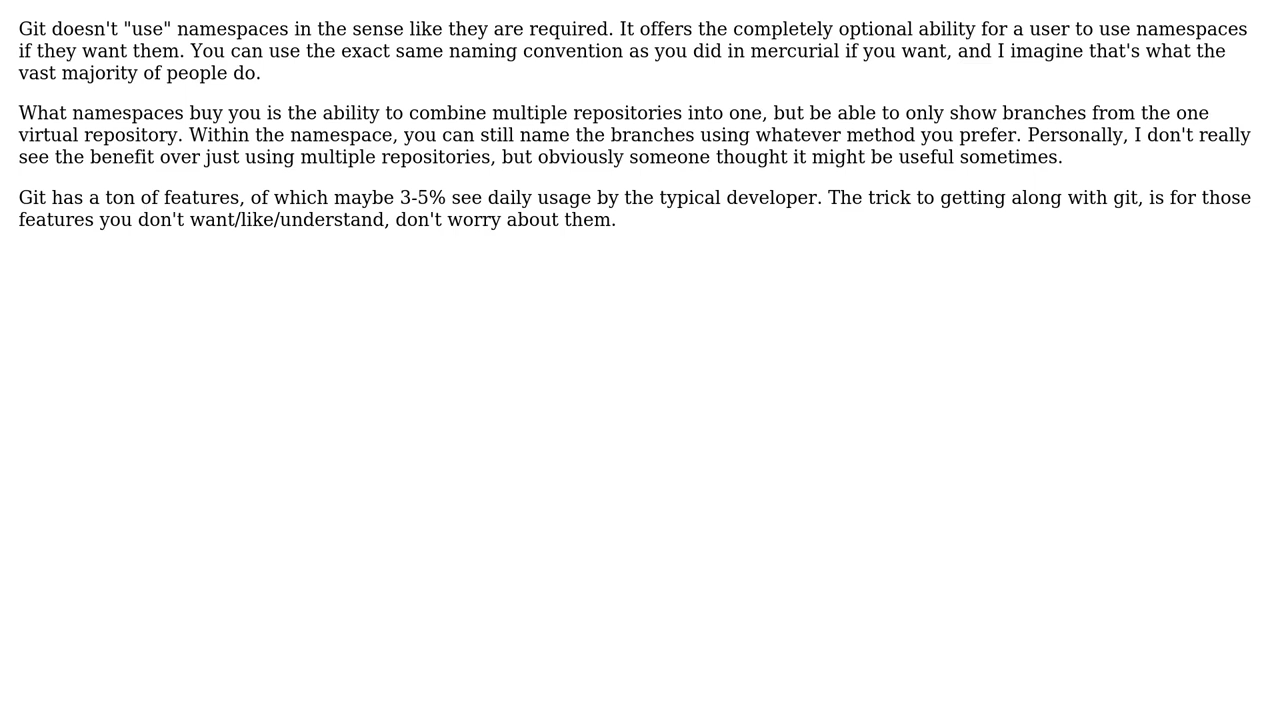 Git doesn't "use" namespaces in the sense like they are required. It offers the completely optional ability for a user to use namespaces
if they want them. You can use the exact same naming convention as you did in mercurial if you want, and I imagine that's what the
vast majority of people do.
What namespaces buy you is the ability to combine multiple repositories into one, but be able to only show branches from the one
virtual repository. Within the namespace, you can still name the branches using whatever method you prefer. Personally, I don't really
see the benefit over just using multiple repositories, but obviously someone thought it might be useful sometimes.
Git has a ton of features, of which maybe 3-5% see daily usage by the typical developer. The trick to getting along with git, is for those
features you don't want/like/understand, don't worry about them.